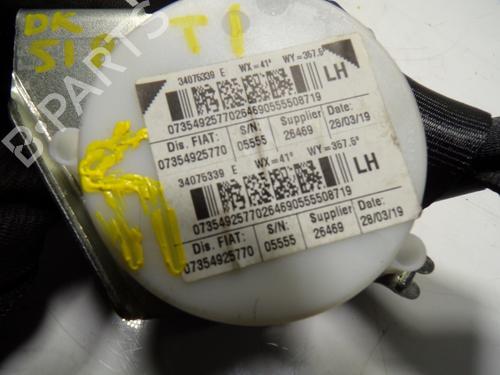 DK
SIC TI
34075339 E WX=41° WY=357.5°
LH
07354925770264690555508719
Dis. FIAT: S/N: Supplier Date:
07354925770 05555 26469 28/03/19
34075339 E WX=41° WY=357.5°
LH
07354925770264690555508719
Dis. FIAT: S/N: Supplier Date:
07354925770 05555 26469 28/03/19
B-PARTS